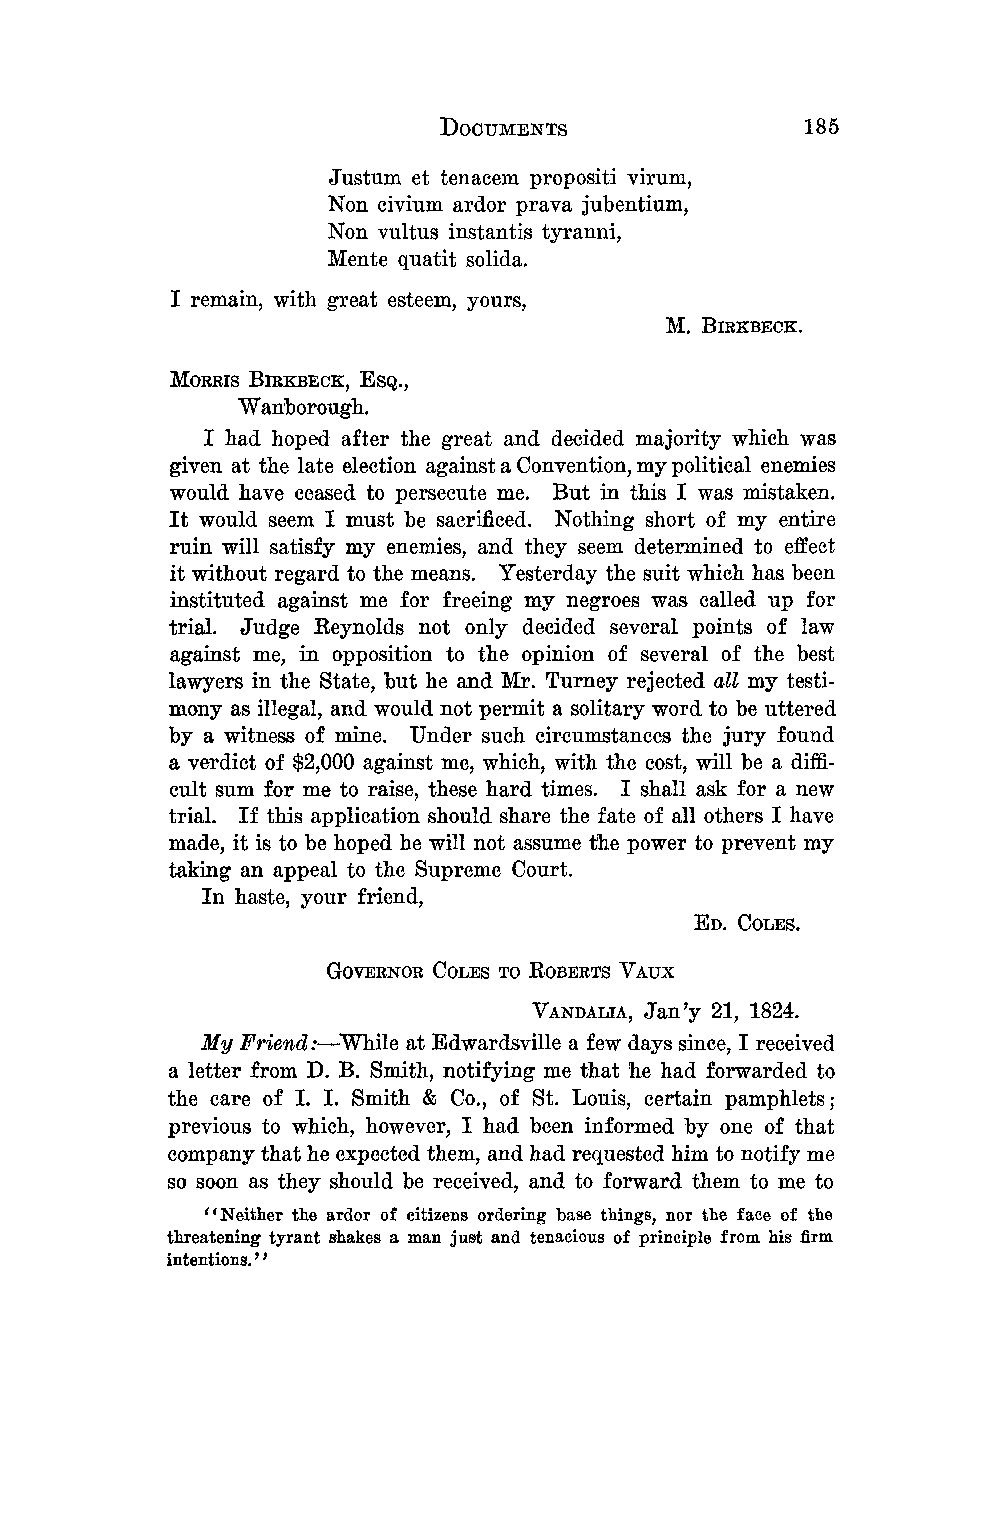 DOCUMENTS 185
Justum et tenacem propositi virum,
Non civium ardor prava jubentium,
Non vultus instantis tyranni,
Mente quatit solida.
I remain, with great esteem, yours,
M. BIRKBECK.
MORRIS BIRKBECK, ESQ.,
Wanborough.
I had hoped after the great and decided majority which was
given at the late election against a Convention, my political enemies
would have ceased to persecute me. But in this I was mistaken.
It would seem I must be sacrificed. Nothing short of my entire
ruin will satisfy my enemies, and they seem determined to effect
it without regard to the means. Yesterday the suit which has been
instituted against me for freeing my negroes was called up for
trial. Judge Reynolds not only decided several points of law
against me, in opposition to the opinion of several of the best
lawyers in the State, but he and Mr. Turney rejected all my testi-
mony as illegal, and would not permit a solitary word to be uttered
by a witness of mine. Under such circumstances the jury found
a verdict of $2,000 against me, which, with the cost, will be a diffi-
cult sum for me to raise, these hard times. I shall ask for a new
trial. If this application should share the fate of all others I have
made, it is to be hoped he will not assume the power to prevent my
taking an appeal to the Supreme Court.
In haste, your friend,
ED. COLES.
GOVERNOR COLES TO ROBERTS VAUX
VANDALIA, Jan'y 21, 1824.
My Friend:—While at Edwardsville a few days since, I received
a letter from D. B. Smith, notifying me that he had forwarded to
the care of I. I. Smith & Co., of St. Louis, certain pamphlets;
previous to which, however, I had been informed by one of that
company that he expected them, and had requested him to notify me
so soon as they should be received, and to forward them to me to
"Neither the ardor of citizens ordering base things, nor the face of the
threatening tyrant shakes a man just and tenacious of principle from his firm
intentions."